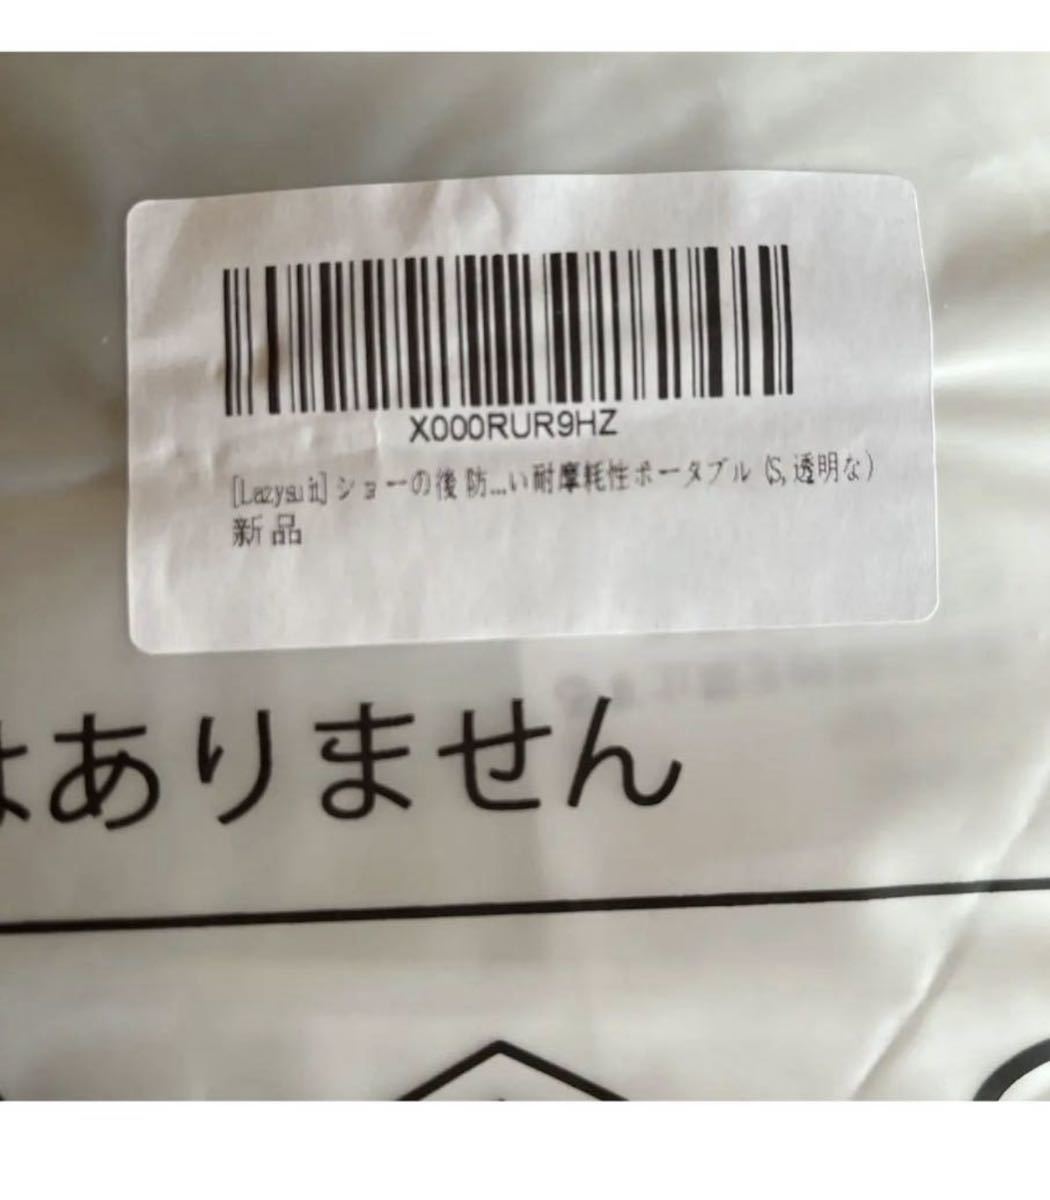 X000RUR9HZ
[Lazysuit] ショーの後 防...い耐摩耗性ポータブル (S, 透明な)
新品
はありません